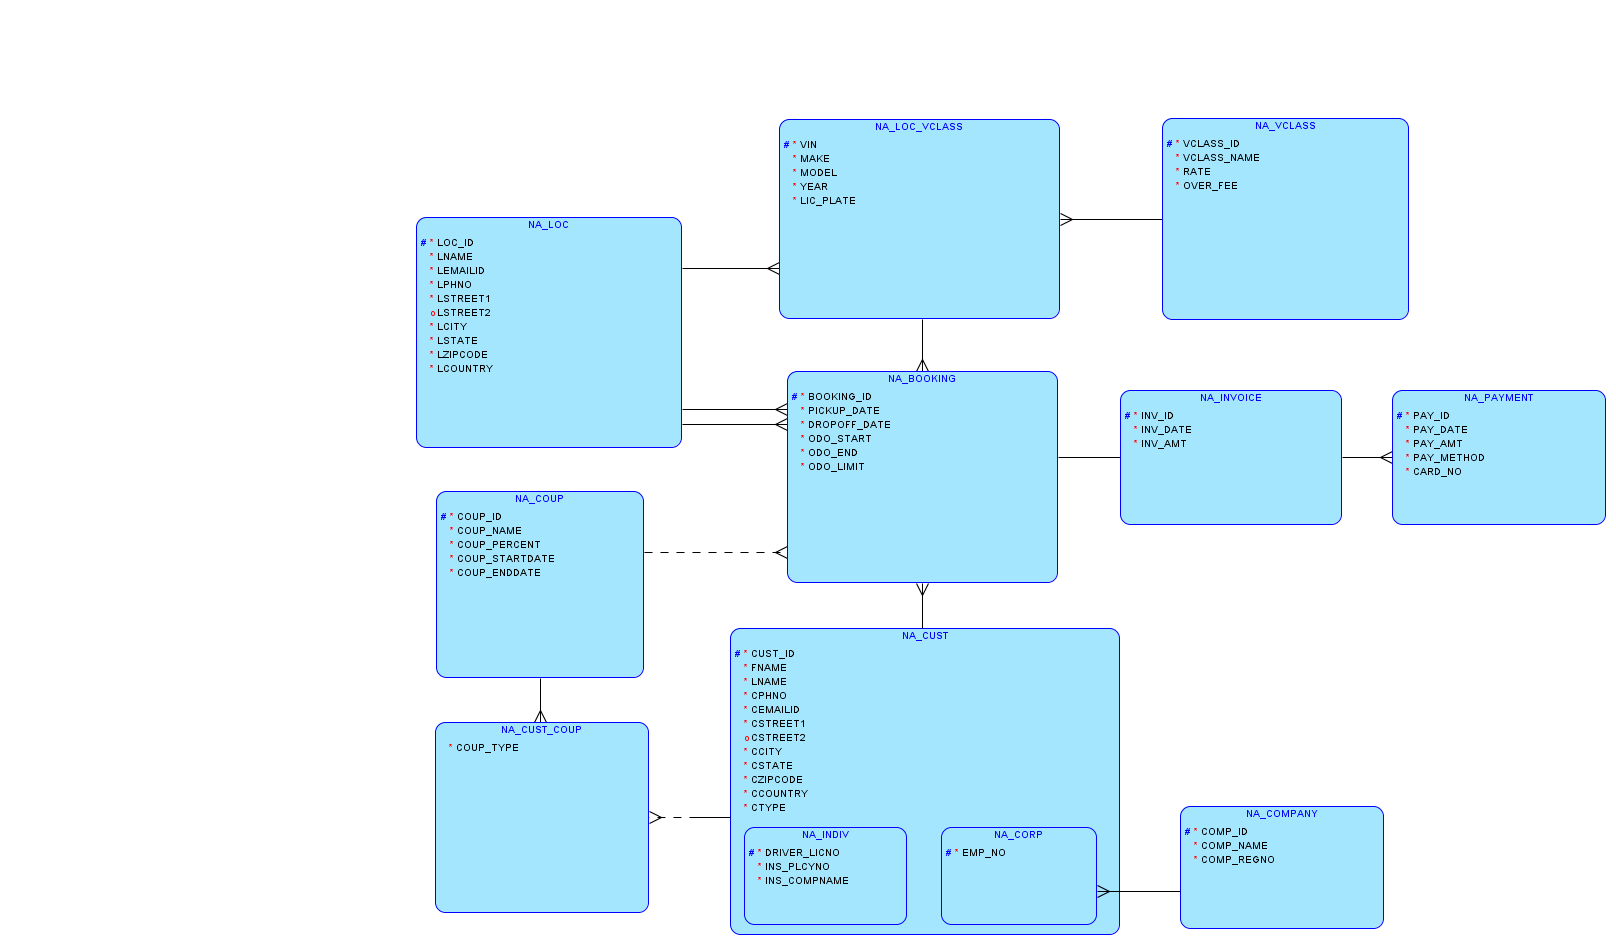 NA_LOC_VCLASS
# * VIN
* MAKE
* MODEL
* YEAR
* LIC_PLATE
NA_VCLASS
# * VCLASS_ID
* VCLASS_NAME
* RATE
* OVER_FEE
NA_LOC
# * LOC_ID
* LNAME
* LEMAILID
* LPHNO
* LSTREET1
o LSTREET2
* LCITY
* LSTATE
* LZIPCODE
* LCOUNTRY
NA_BOOKING
# * BOOKING_ID
* PICKUP_DATE
* DROPOFF_DATE
* ODO_START
* ODO_END
* ODO_LIMIT
NA_INVOICE
# * INV_ID
* INV_DATE
* INV_AMT
NA_PAYMENT
# * PAY_ID
* PAY_DATE
* PAY_AMT
* PAY_METHOD
* CARD_NO
NA_COUP
# * COUP_ID
* COUP_NAME
* COUP_PERCENT
* COUP_STARTDATE
* COUP_ENDDATE
NA_CUST_COUP
* COUP_TYPE
NA_CUST
# * CUST_ID
* FNAME
* LNAME
* CPHNO
* CEMAILID
* CSTREET1
o CSTREET2
* CCITY
* CSTATE
* CZIPCODE
* CCOUNTRY
* CTYPE
NA_INDIV
# * DRIVER_LICNO
* INS_PLCYNO
* INS_COMPNAME
NA_CORP
# * EMP_NO
NA_COMPANY
# * COMP_ID
* COMP_NAME
* COMP_REGNO